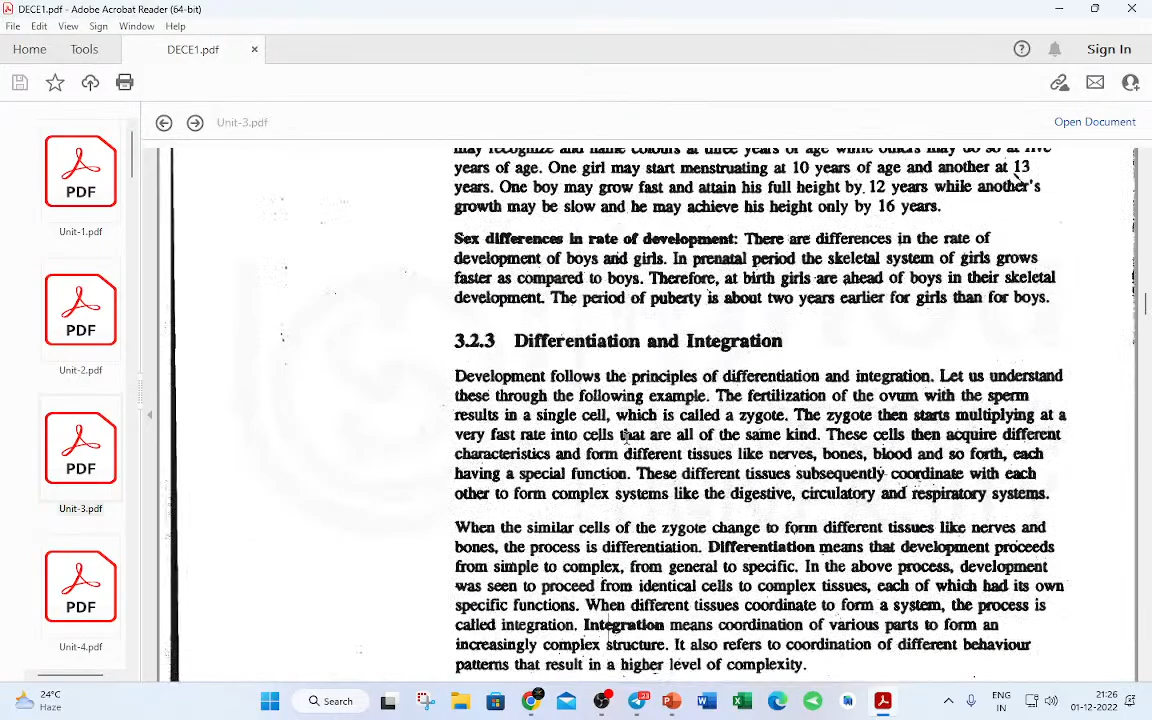 DECE1.pdf - Adobe Acrobat Reader (64-bit)
File Edit View Sign Window Help
Home Tools DECE1.pdf × Sign In
Unit-3.pdf Open Document
PDF
Unit-1.pdf
PDF
Unit-2.pdf
PDF
Unit-3.pdf
PDF
Unit-4.pdf
may recognize and name colours at three years of age while others may do so at five
years of age. One girl may start menstruating at 10 years of age and another at 13
years. One boy may grow fast and attain his full height by 12 years while another's
growth may be slow and he may achieve his height only by 16 years.
Sex differences in rate of development: There are differences in the rate of
development of boys and girls. In prenatal period the skeletal system of girls grows
faster as compared to boys. Therefore, at birth girls are ahead of boys in their skeletal
development. The period of puberty is about two years earlier for girls than for boys.
3.2.3 Differentiation and Integration
Development follows the principles of differentiation and integration. Let us understand
these through the following example. The fertilization of the ovum with the sperm
results in a single cell, which is called a zygote. The zygote then starts multiplying at a
very fast rate into cells that are all of the same kind. These cells then acquire different
characteristics and form different tissues like nerves, bones, blood and so forth, each
having a special function. These different tissues subsequently coordinate with each
other to form complex systems like the digestive, circulatory and respiratory systems.
When the similar cells of the zygote change to form different tissues like nerves and
bones, the process is differentiation. Differentiation means that development proceeds
from simple to complex, from general to specific. In the above process, development
was seen to proceed from identical cells to complex tissues, each of which had its own
specific functions. When different tissues coordinate to form a system, the process is
called integration. Integration means coordination of various parts to form an
increasingly complex structure. It also refers to coordination of different behaviour
patterns that result in a higher level of complexity.
24°C
Haze
Search
23
ENG
IN
21:26
01-12-2022